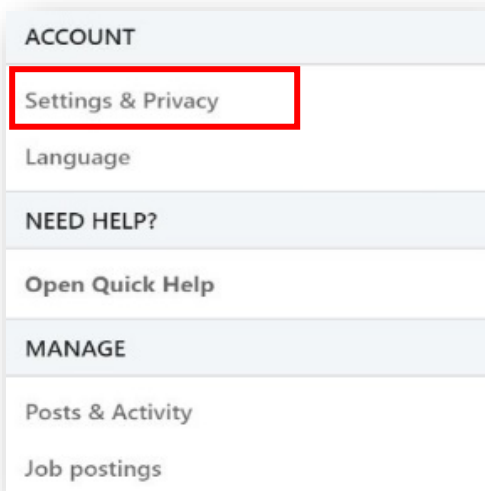 ACCOUNT
Settings & Privacy
Language
NEED HELP?
Open Quick Help
MANAGE
Posts & Activity
Job postings